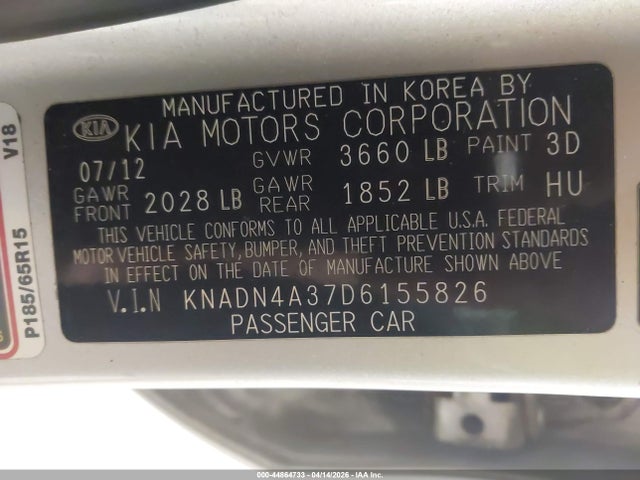 MANUFACTURED IN KOREA BY
KIA KIA MOTORS CORPORATION
07/12 GVWR 3660 LB PAINT 3D
GAWR FRONT 2028 LB GAWR REAR 1852 LB TRIM HU
THIS VEHICLE CONFORMS TO ALL APPLICABLE U.S.A. FEDERAL
MOTOR VEHICLE SAFETY, BUMPER, AND THEFT PREVENTION STANDARDS
IN EFFECT ON THE DATE OF MANUFACTURE SHOWN ABOVE
V.I.N KNADN4A37D6155826
PASSENGER CAR
P185/65R15 V18
000-44864733 - 04/14/2026 - IAAI.COM